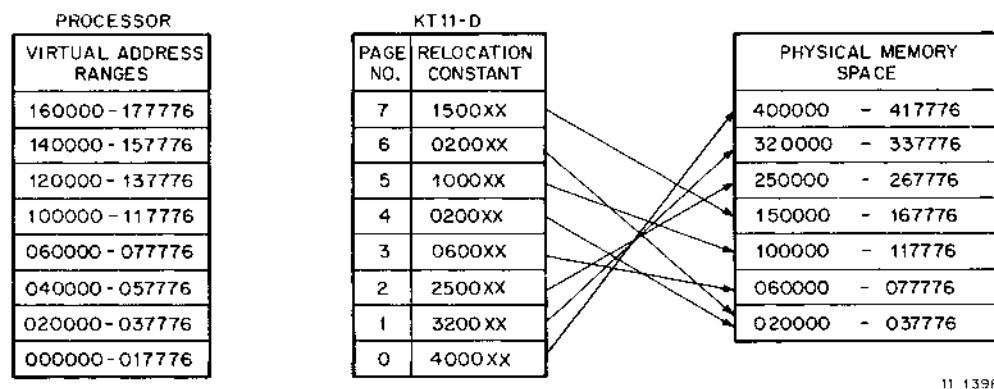 PROCESSOR
VIRTUAL ADDRESS
RANGES
160000-177776
140000-157776
120000-137776
100000-117776
060000-077776
040000-057776
020000-037776
000000-017776
KT11-D
PAGE NO. RELOCATION CONSTANT
7 1500XX
6 0200XX
5 1000XX
4 0200XX
3 0600XX
2 2500XX
1 3200XX
0 4000XX
PHYSICAL MEMORY
SPACE
400000 - 417776
320000 - 337776
250000 - 267776
150000 - 167776
100000 - 117776
060000 - 077776
020000 - 037776